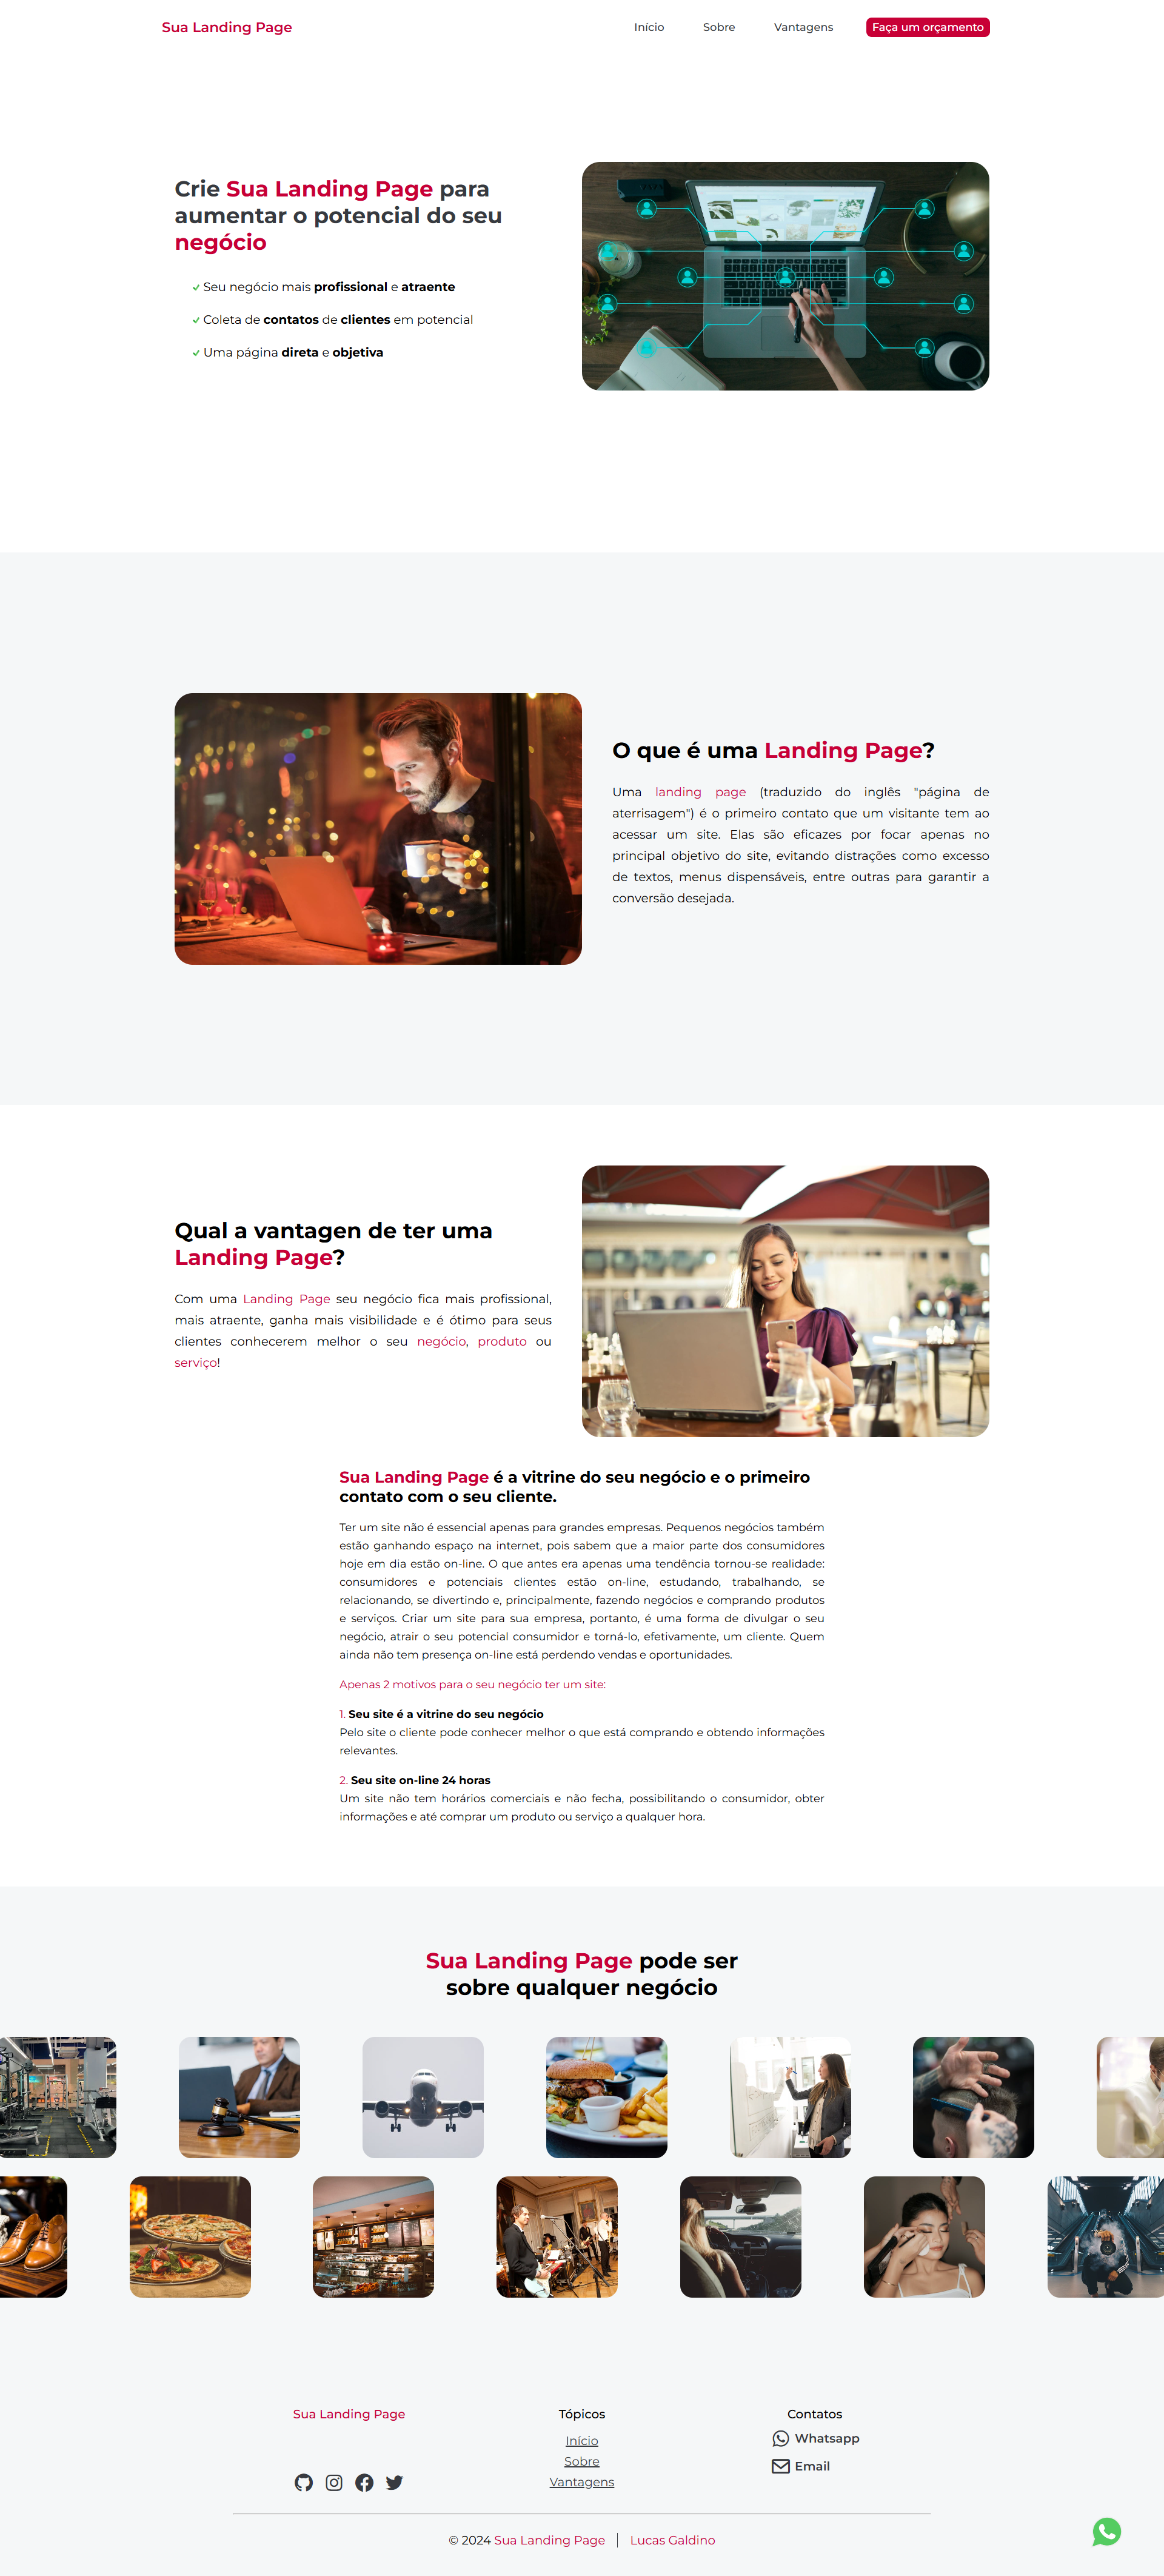 Sua Landing Page
Início
Sobre
Vantagens
Faça um orçamento
Crie Sua Landing Page para
aumentar o potencial do seu
negócio
Seu negócio mais profissional e atraente
Coleta de contatos de clientes em potencial
Uma página direta e objetiva
O que é uma Landing Page?
Uma landing page (traduzido do inglês "página de
aterrisagem") é o primeiro contato que um visitante tem ao
acessar um site. Elas são eficazes por focar apenas no
principal objetivo do site, evitando distrações como excesso
de textos, menus dispensáveis, entre outras para garantir a
conversão desejada.
Qual a vantagen de ter uma
Landing Page?
Com uma Landing Page seu negócio fica mais profissional,
mais atraente, ganha mais visibilidade e é ótimo para seus
clientes conhecerem melhor o seu negócio, produto ou
serviço!
Sua Landing Page é a vitrine do seu negócio e o primeiro
contato com o seu cliente.
Ter um site não é essencial apenas para grandes empresas. Pequenos negócios também
estão ganhando espaço na internet, pois sabem que a maior parte dos consumidores
hoje em dia estão on-line. O que antes era apenas uma tendência tornou-se realidade:
consumidores e potenciais clientes estão on-line, estudando, trabalhando, se
relacionando, se divertindo e, principalmente, fazendo negócios e comprando produtos
e serviços. Criar um site para sua empresa, portanto, é uma forma de divulgar o seu
negócio, atrair o seu potencial consumidor e torná-lo, efetivamente, um cliente. Quem
ainda não tem presença on-line está perdendo vendas e oportunidades.
Apenas 2 motivos para o seu negócio ter um site:
1. Seu site é a vitrine do seu negócio
Pelo site o cliente pode conhecer melhor o que está comprando e obtendo informações
relevantes.
2. Seu site on-line 24 horas
Um site não tem horários comerciais e não fecha, possibilitando o consumidor, obter
informações e até comprar um produto ou serviço a qualquer hora.
Sua Landing Page pode ser
sobre qualquer negócio
Sua Landing Page
Tópicos
Início
Sobre
Vantagens
Contatos
Whatsapp
Email
© 2024 Sua Landing Page | Lucas Galdino